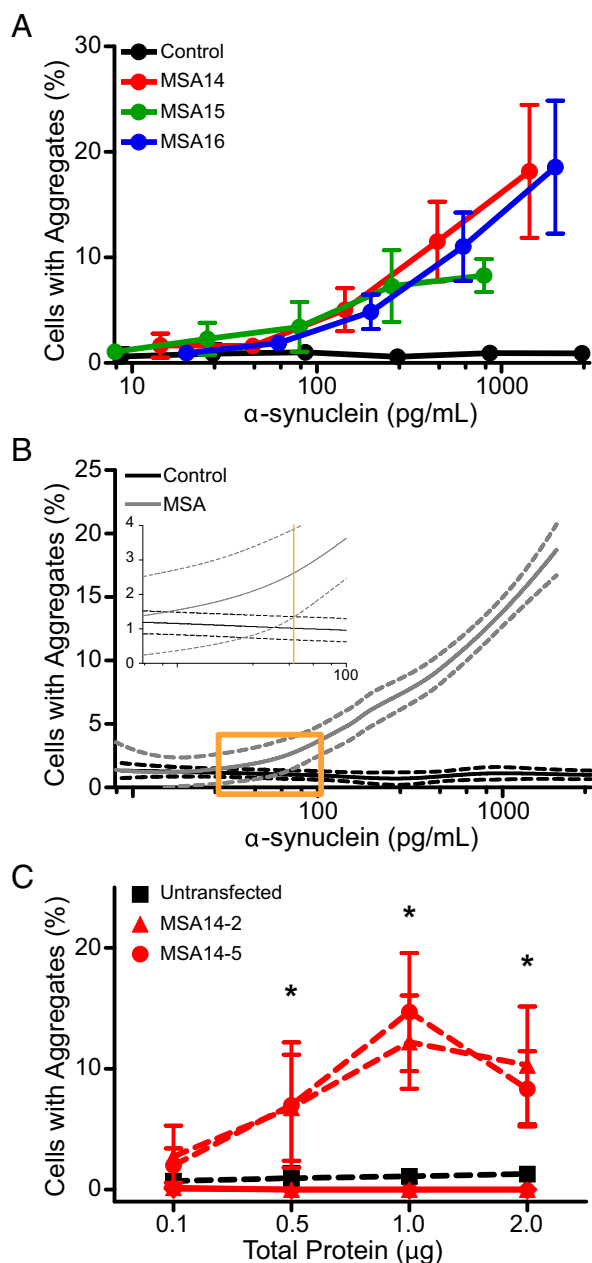 A
Cells with Aggregates (%)
30
20
10
0
Control
MSA14
MSA15
MSA16
10 100 1000
α-synuclein (pg/mL)
B
Cells with Aggregates (%)
25
20
15
10
5
0
Control
MSA
4
3
2
1
0
100
100 1000
α-synuclein (pg/mL)
C
Cells with Aggregates (%)
20
10
0
Untransfected
MSA14-2
MSA14-5
* * *
0.1 0.5 1.0 2.0
Total Protein (µg)